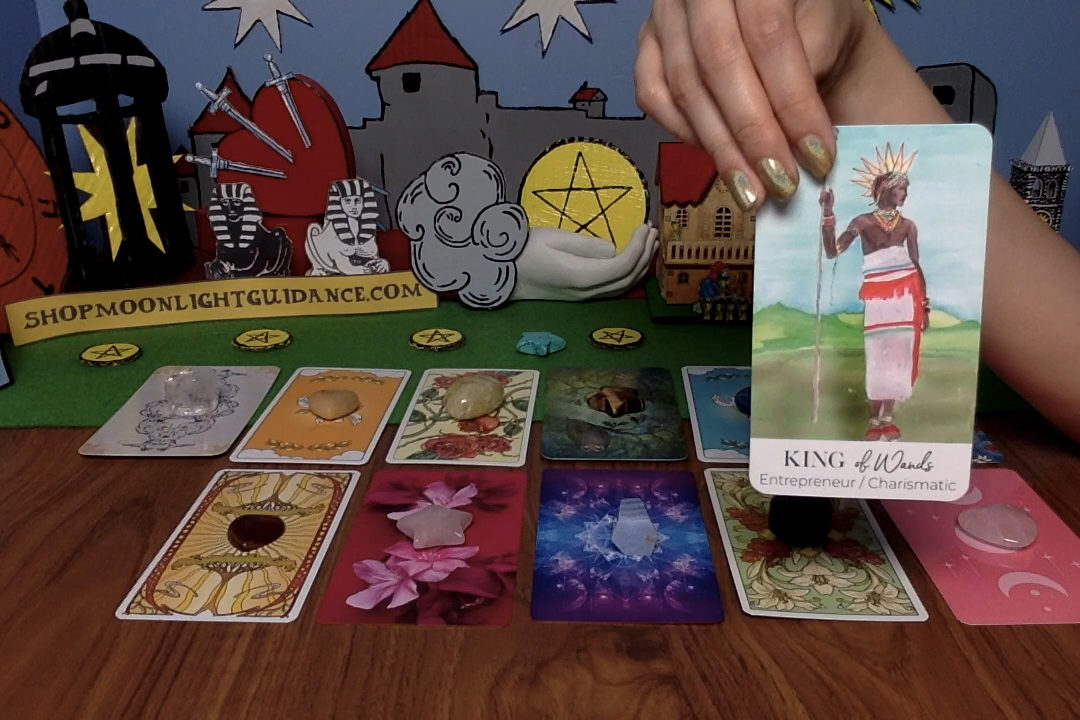 SHOPMOONLIGHTGUIDANCE.COM
KING of Wands
Entrepreneur / Charismatic